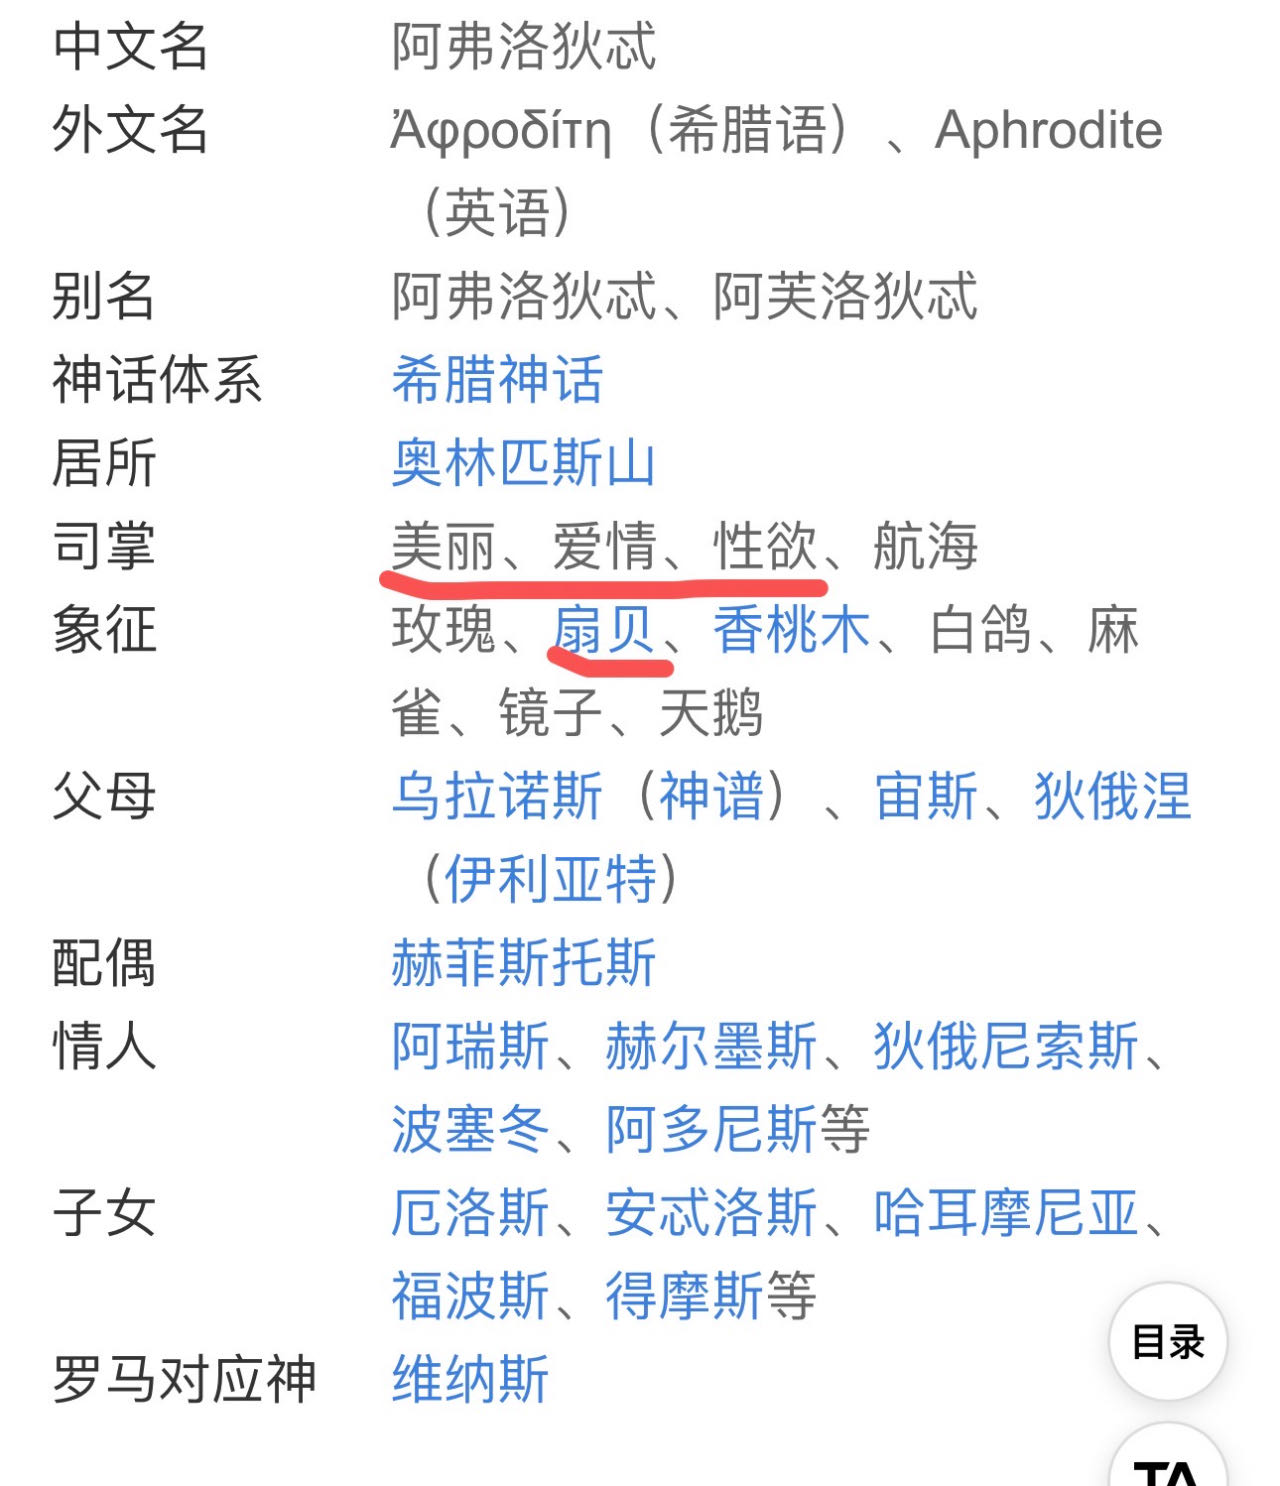 中文名 阿弗洛狄忒
外文名 Ἀφροδίτη（希腊语）、Aphrodite
（英语）
别名 阿弗洛狄忒、阿芙洛狄忒
神话体系 希腊神话
居所 奥林匹斯山
司掌 美丽、爱情、性欲、航海
象征 玫瑰、扇贝、香桃木、白鸽、麻
雀、镜子、天鹅
父母 乌拉诺斯（神谱）、宙斯、狄俄涅
（伊利亚特）
配偶 赫菲斯托斯
情人 阿瑞斯、赫尔墨斯、狄俄尼索斯、
波塞冬、阿多尼斯等
子女 厄洛斯、安忒洛斯、哈耳摩尼亚、
福波斯、得摩斯等
目录
罗马对应神 维纳斯
TA